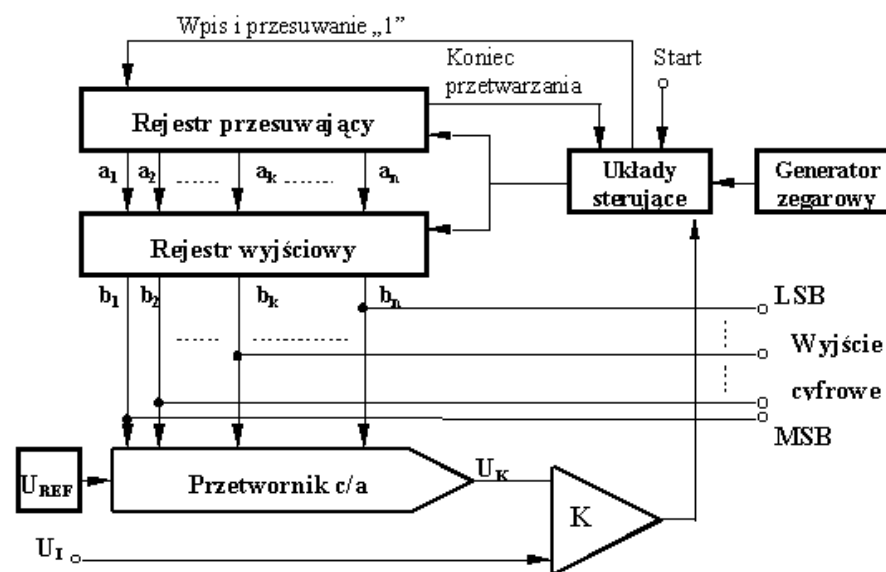 Wpis i przesuwanie „1”
Koniec
przetwarzania
Start
Rejestr przesuwający
a1 a2 ...... ak ......... an
Układy
sterujące
Generator
zegarowy
Rejestr wyjściowy
b1 b2 bk bn
LSB
Wyjście
cyfrowe
MSB
UREF
Przetwornik c/a
UK
K
UI